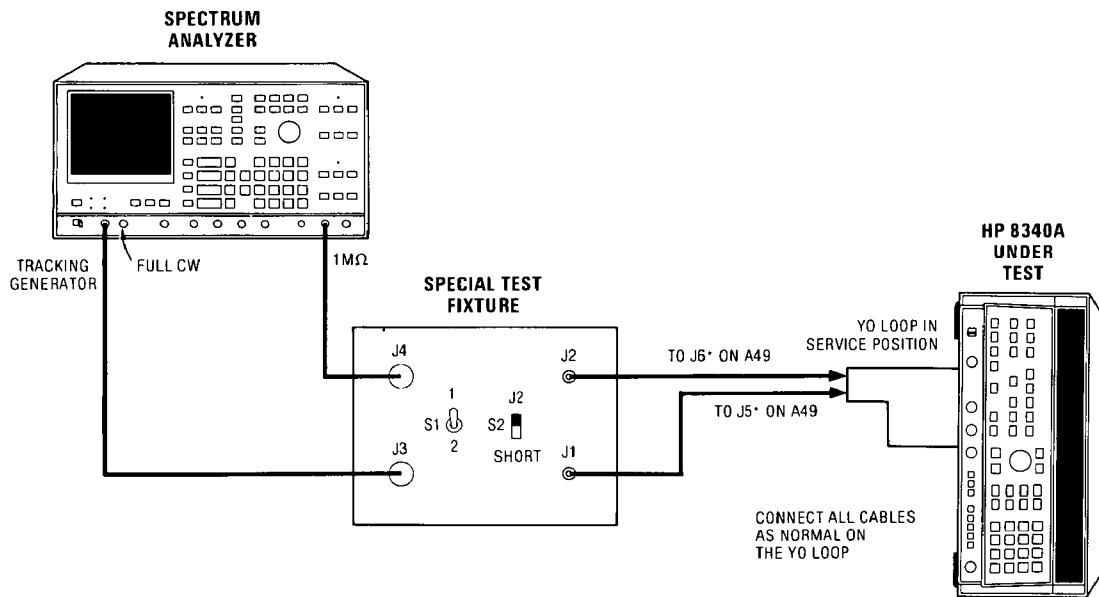 SPECTRUM
ANALYZER
TRACKING
GENERATOR
FULL CW
1MΩ
SPECIAL TEST
FIXTURE
J4
J3
1
S1
2
J2
S2
SHORT
J2
J1
TO J6* ON A49
TO J5* ON A49
YO LOOP IN
SERVICE POSITION
HP 8340A
UNDER
TEST
CONNECT ALL CABLES
AS NORMAL ON
THE YO LOOP